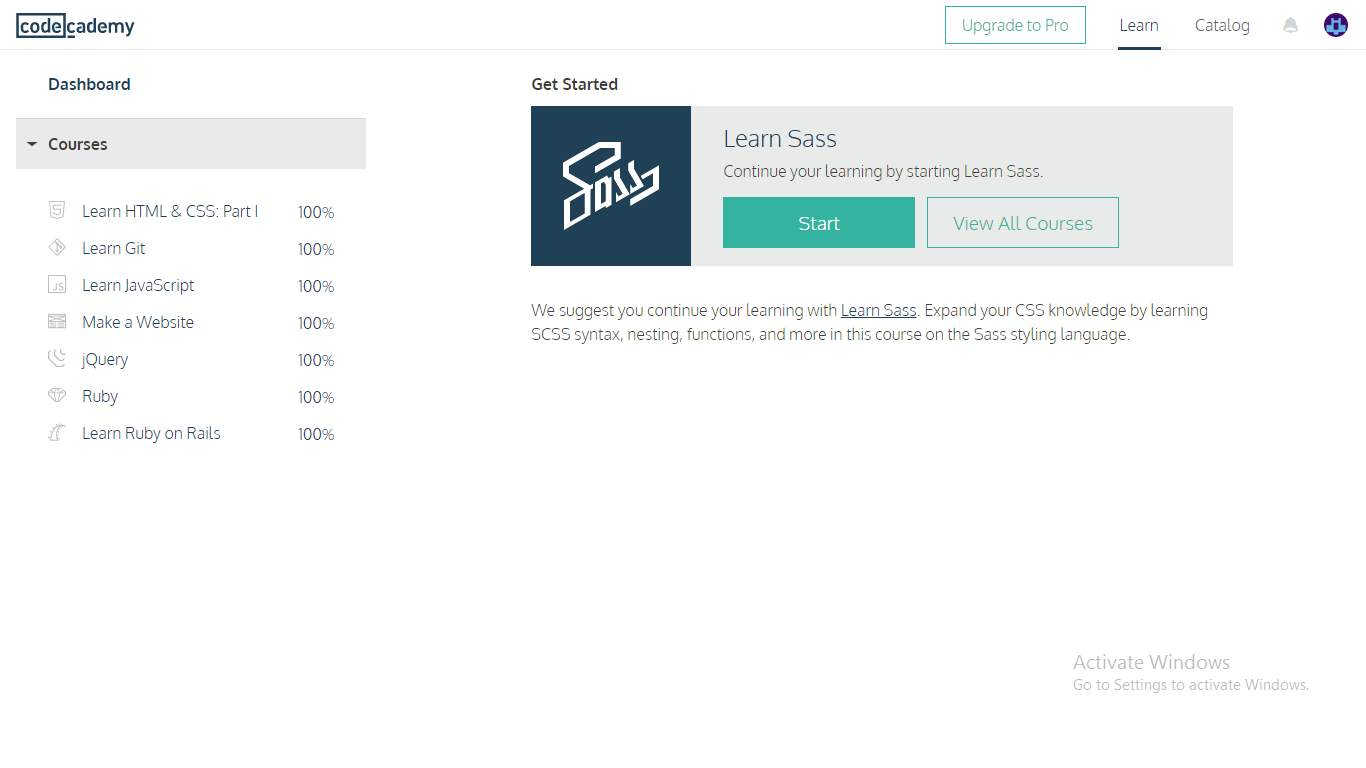 codecademy
Upgrade to Pro
Learn
Catalog
Dashboard
Courses
Learn HTML & CSS: Part I 100%
Learn Git 100%
JS Learn JavaScript 100%
Make a Website 100%
jQuery 100%
Ruby 100%
Learn Ruby on Rails 100%
Get Started
Sass
Learn Sass
Continue your learning by starting Learn Sass.
Start
View All Courses
We suggest you continue your learning with Learn Sass. Expand your CSS knowledge by learning
SCSS syntax, nesting, functions, and more in this course on the Sass styling language.
Activate Windows
Go to Settings to activate Windows.